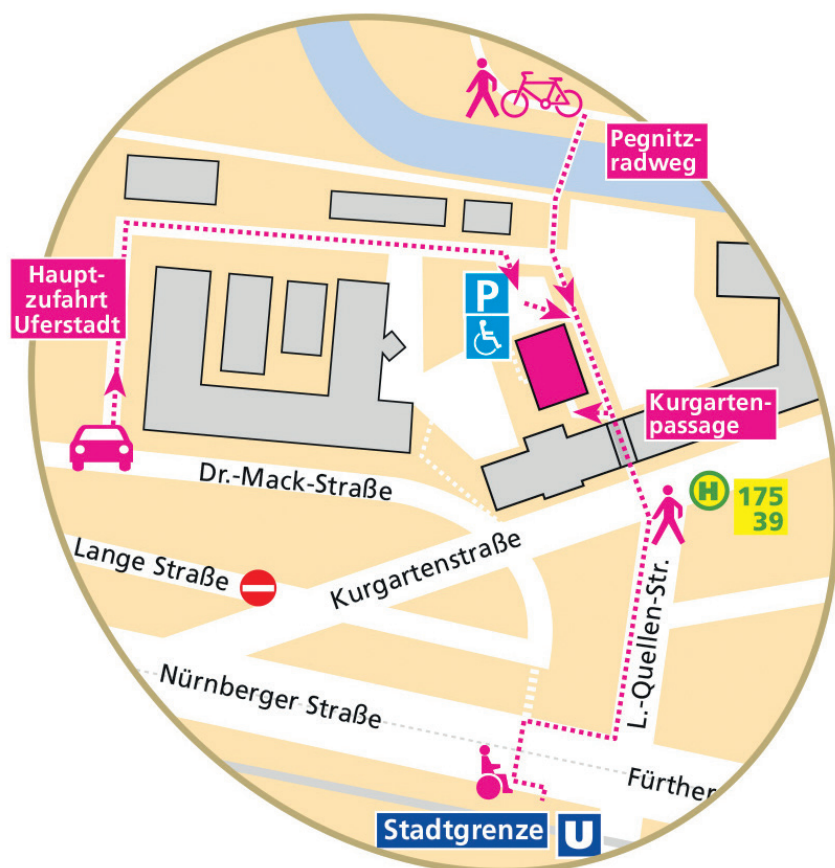 Pegnitz-
radweg
Haupt-
zufahrt
Uferstadt
P
Kurgarten-
passage
Dr.-Mack-Straße
H
175
39
Lange Straße
Kurgartenstraße
L.-Quellen-Str.
Nürnberger Straße
Fürther
Stadtgrenze U